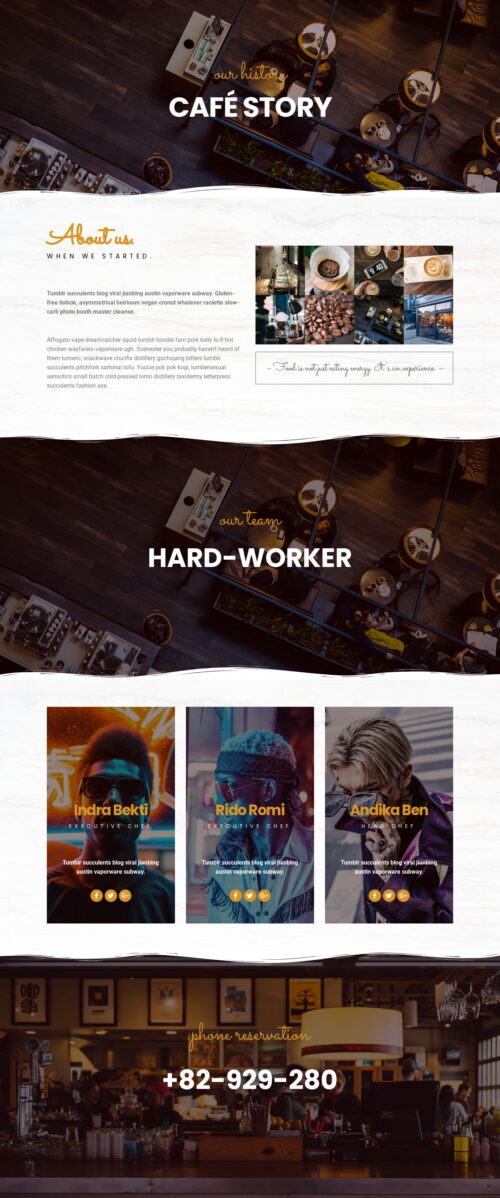 our history
CAFÉ STORY
About us.
WHEN WE STARTED.
Tumblr succulents blog viral jianbing austin vaporware subway. Gluten-
free listicle, asymmetrical heirloom vegan cronut whatever raclette slow-
carb photo booth master cleanse.
Affogato vape dreamcatcher squid tumblr hoodie fam pork belly lo-fi hot
chicken wayfarers vaporware ugh. Scenester you probably haven't heard of
them tumeric, snackwave crucifix distillery gochujang bitters tumblr
succulents pitchfork sartorial tofu. Yuccie pok pok kogi, lumbersexual
semiotics small batch cold-pressed lomo distillery taxidermy letterpress
succulents fashion axe.
– Food is not just eating energy. It's an experience. –
our team
HARD-WORKER
Indra Bekti
EXECUTIVE CHEF
Tumblr succulents blog viral jianbing
austin vaporware subway.
Rido Romi
EXECUTIVE CHEF
Tumblr succulents blog viral jianbing
austin vaporware subway.
Andika Ben
HEAD CHEF
Tumblr succulents blog viral jianbing
austin vaporware subway.
OLD
97's
phone reservation
+82-929-280